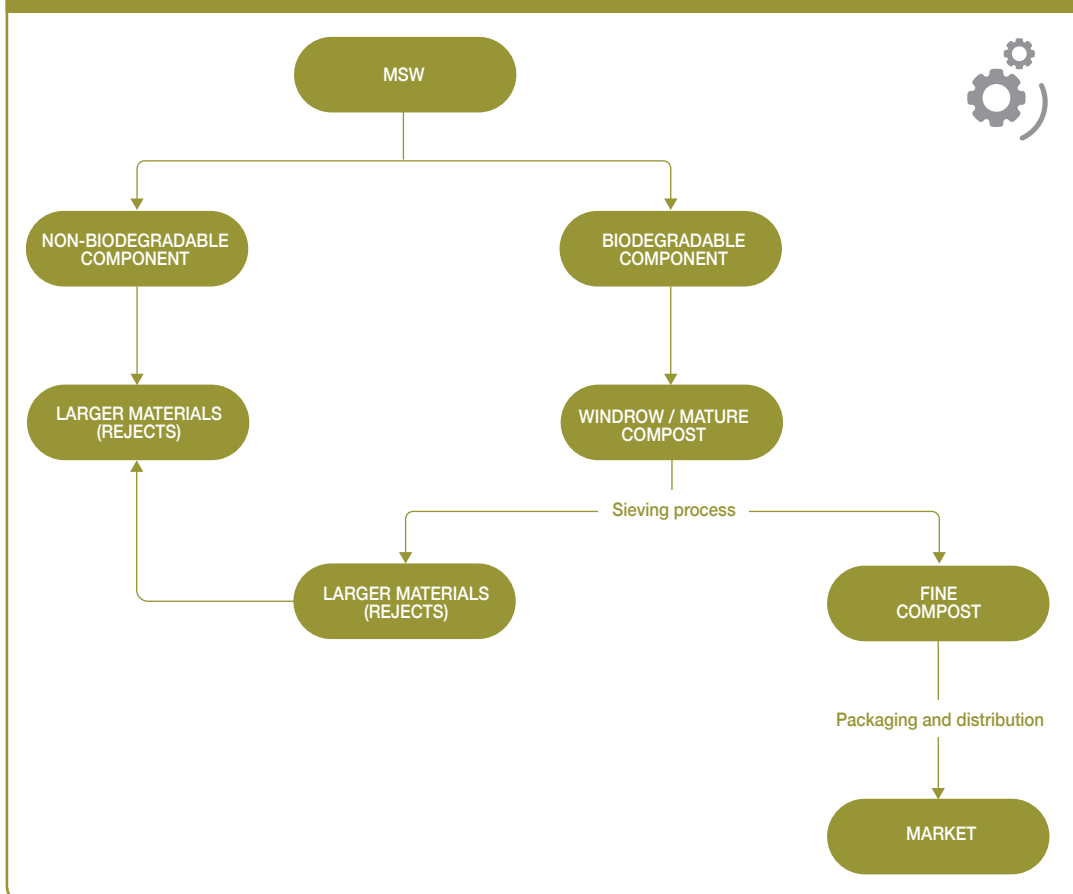 MSW
NON-BIODEGRADABLE
COMPONENT
BIODEGRADABLE
COMPONENT
LARGER MATERIALS
(REJECTS)
WINDROW / MATURE
COMPOST
Sieving process
LARGER MATERIALS
(REJECTS)
FINE
COMPOST
Packaging and distribution
MARKET